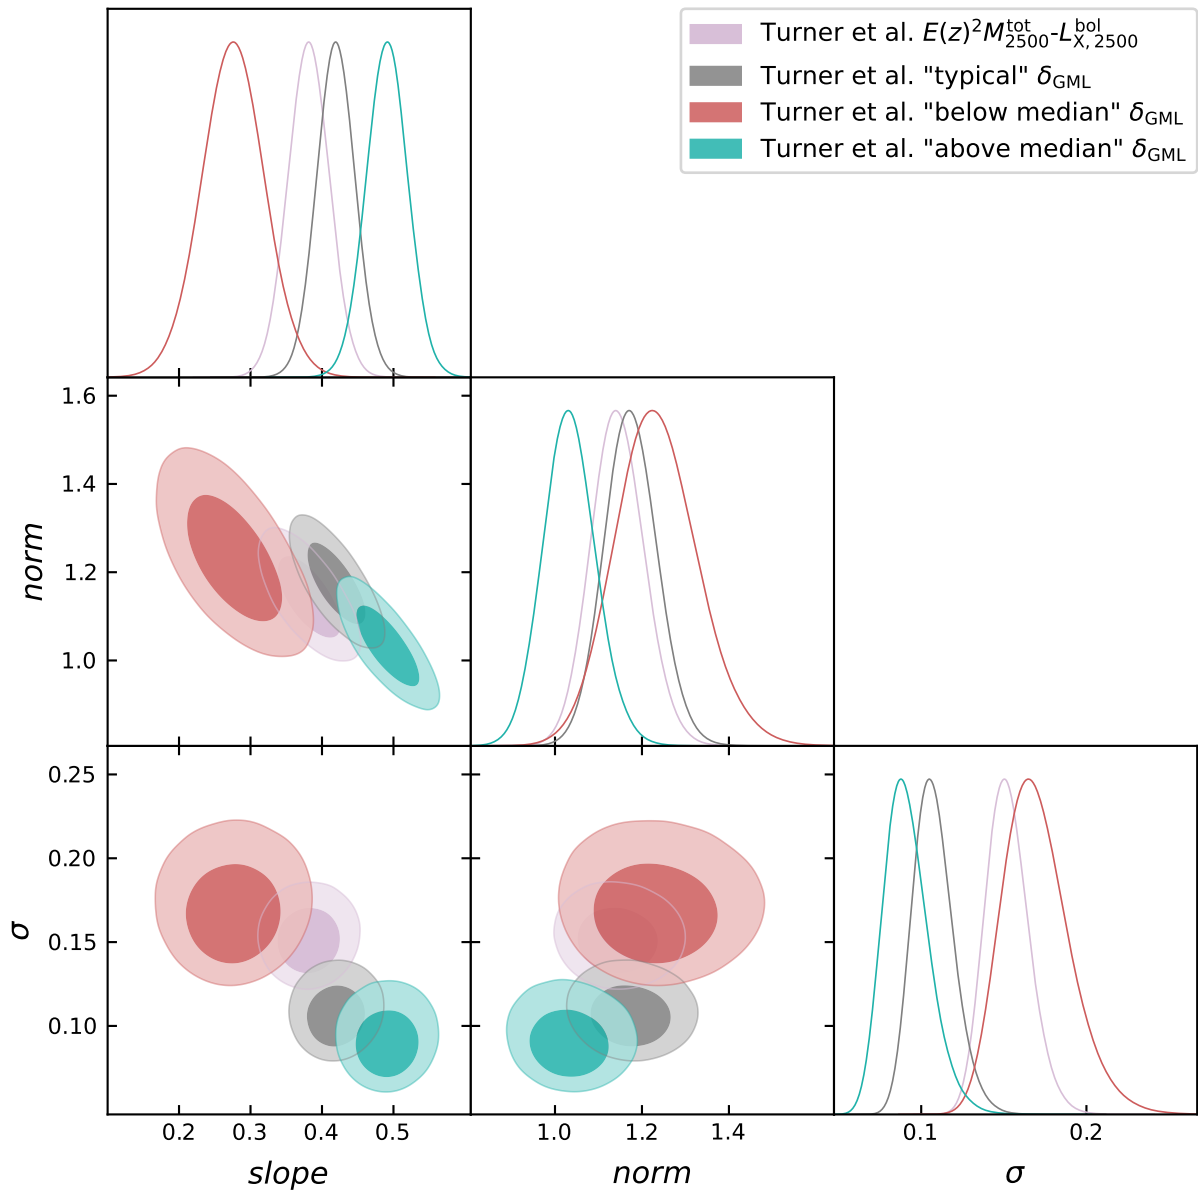 Turner et al. E(z)²M^tot_2500-L^bol_X, 2500
Turner et al. "typical" δ_GML
Turner et al. "below median" δ_GML
Turner et al. "above median" δ_GML
1.6
1.4
1.2
1.0
norm
0.25
0.20
0.15
0.10
σ
0.2 0.3 0.4 0.5
1.0 1.2 1.4
0.1 0.2
slope
norm
σ